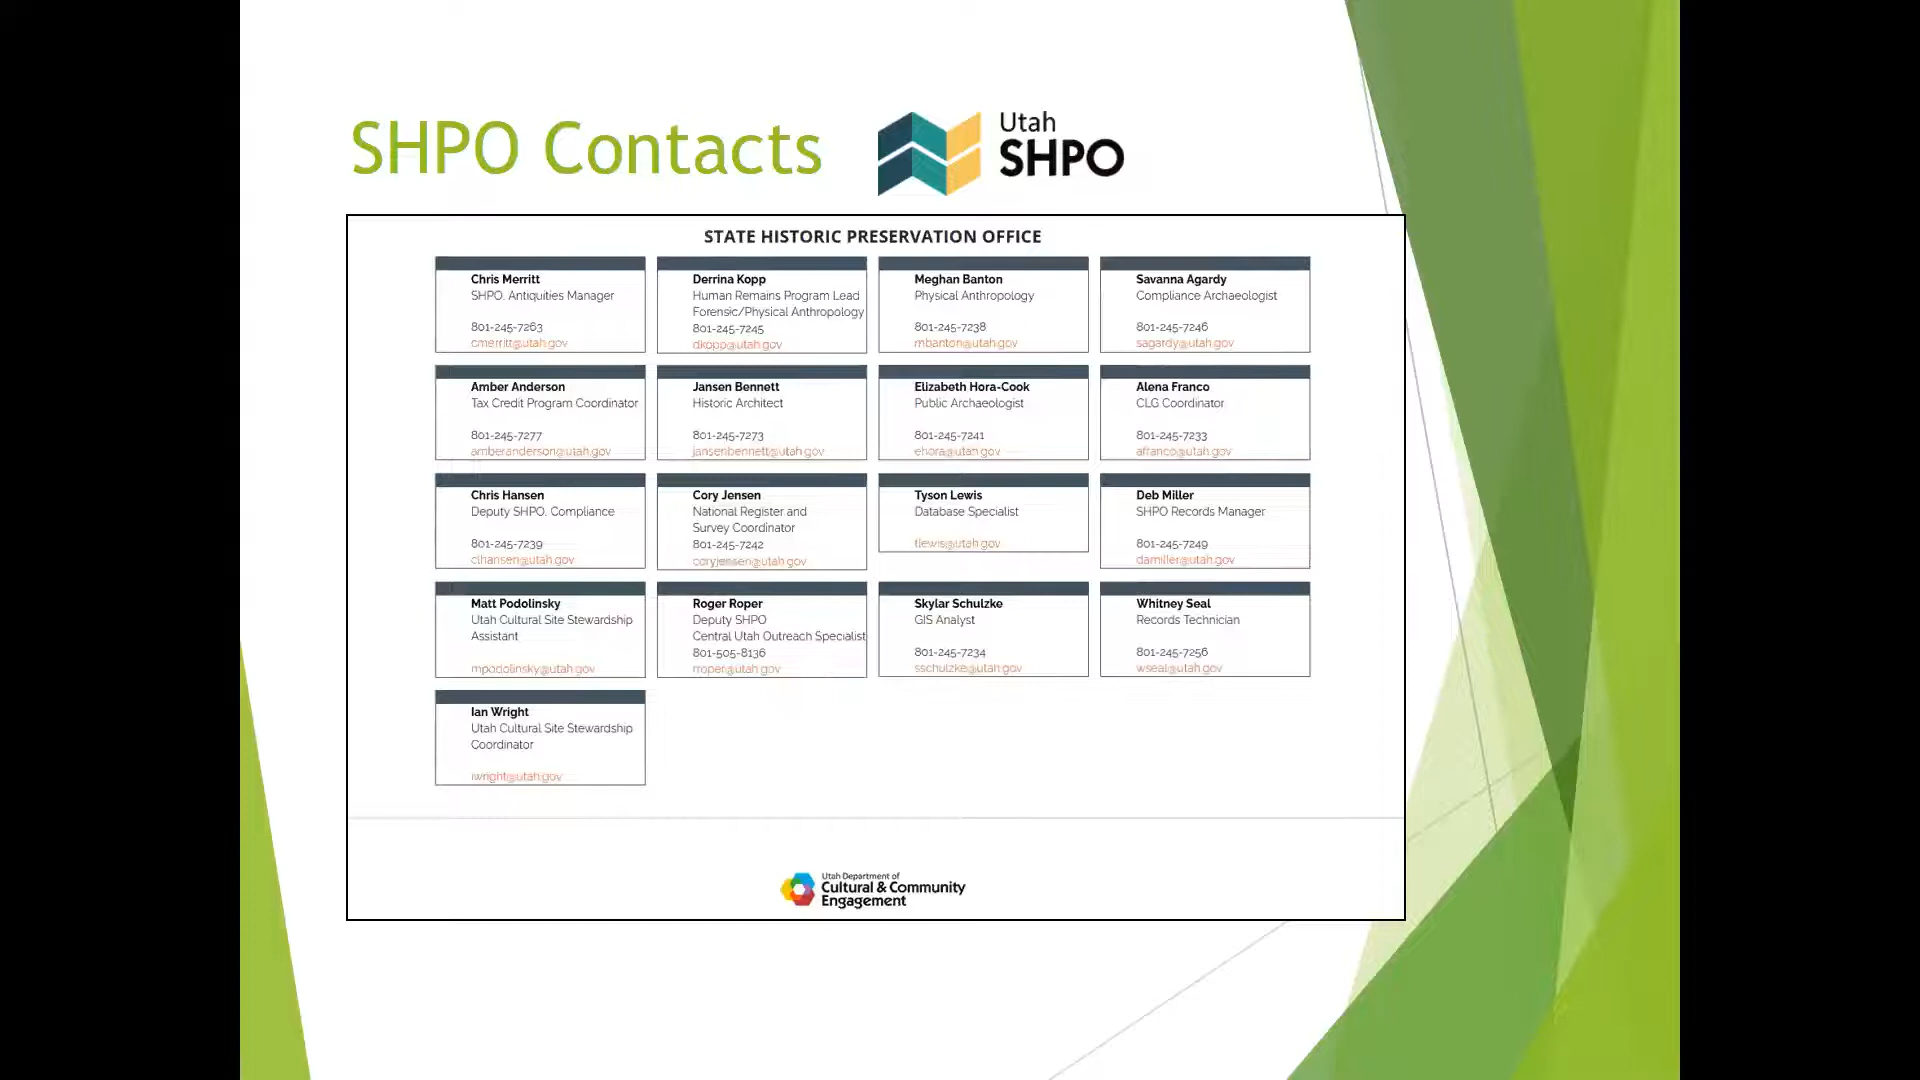 SHPO Contacts
Utah
SHPO
STATE HISTORIC PRESERVATION OFFICE
Chris Merritt
SHPO, Antiquities Manager
801-245-7263
cmerritt@utah.gov
Derrina Kopp
Human Remains Program Lead
Forensic/Physical Anthropology
801-245-7245
dkopp@utah.gov
Meghan Banton
Physical Anthropology
801-245-7238
mbanton@utah.gov
Savanna Agardy
Compliance Archaeologist
801-245-7246
sagardy@utah.gov
Amber Anderson
Tax Credit Program Coordinator
801-245-7277
amberanderson@utah.gov
Jansen Bennett
Historic Architect
801-245-7273
jansenbennett@utah.gov
Elizabeth Hora-Cook
Public Archaeologist
801-245-7241
ehora@utah.gov
Alena Franco
CLG Coordinator
801-245-7233
afranco@utah.gov
Chris Hansen
Deputy SHPO, Compliance
801-245-7239
clhansen@utah.gov
Cory Jensen
National Register and
Survey Coordinator
801-245-7242
coryjensen@utah.gov
Tyson Lewis
Database Specialist
tlewis@utah.gov
Deb Miller
SHPO Records Manager
801-245-7249
damiller@utah.gov
Matt Podolinsky
Utah Cultural Site Stewardship
Assistant
mpodolinsky@utah.gov
Roger Roper
Deputy SHPO
Central Utah Outreach Specialist
801-505-8136
rroper@utah.gov
Skylar Schulzke
GIS Analyst
801-245-7234
sschulzke@utah.gov
Whitney Seal
Records Technician
801-245-7256
wseal@utah.gov
Ian Wright
Utah Cultural Site Stewardship
Coordinator
iwright@utah.gov
Utah Department of
Cultural & Community
Engagement